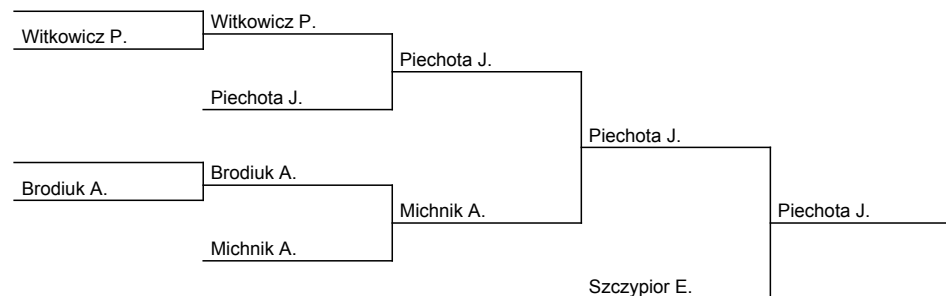 Witkowicz P.
Witkowicz P.
Piechota J.
Piechota J.
Piechota J.
Brodiuk A.
Brodiuk A.
Michnik A.
Piechota J.
Michnik A.
Szczypior E.